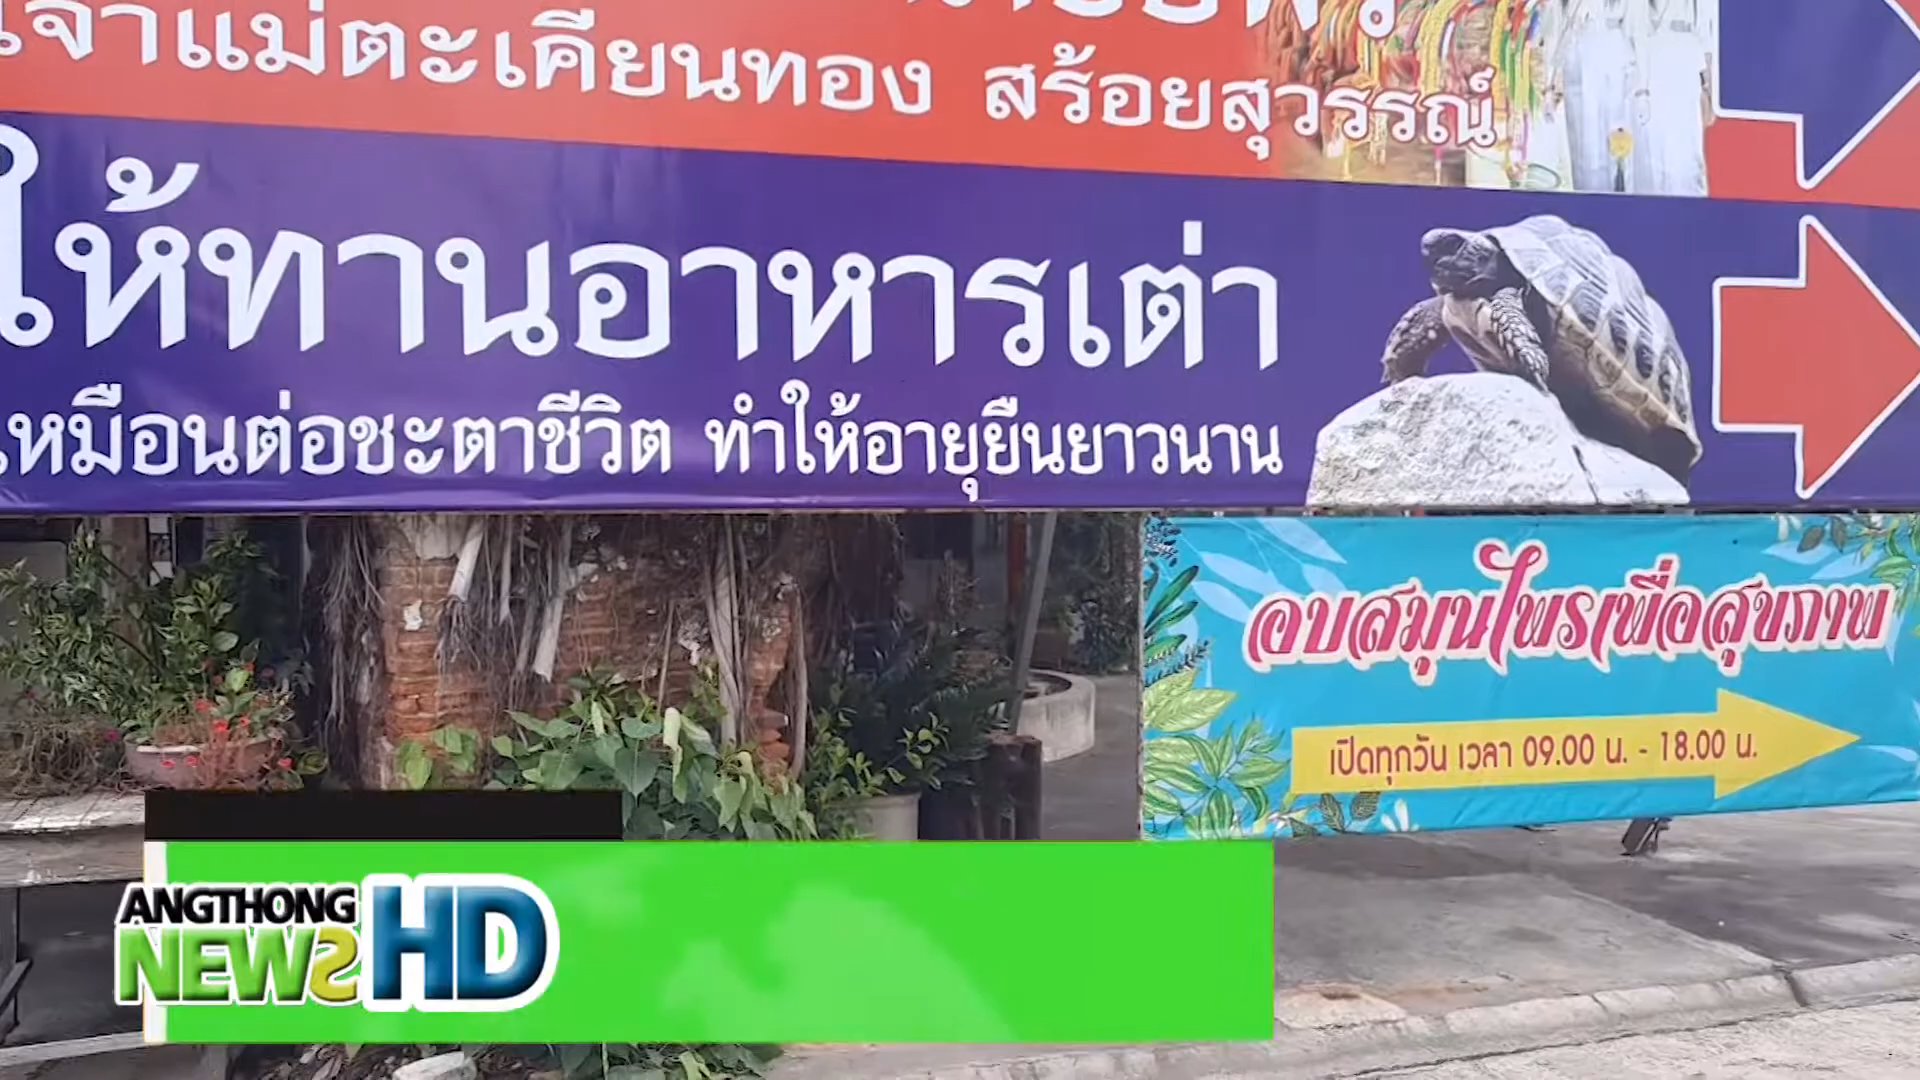 เจ้าแม่ตะเคียนทอง สร้อยสุวรรณ์
ให้ทานอาหารเต่า
เหมือนต่อชะตาชีวิต ทำให้อายุยืนยาวนาน
อบสมุนไพรเพื่อสุขภาพ
เปิดทุกวัน เวลา 09.00 น. - 18.00 น.
ANGTHONG
NEWS HD